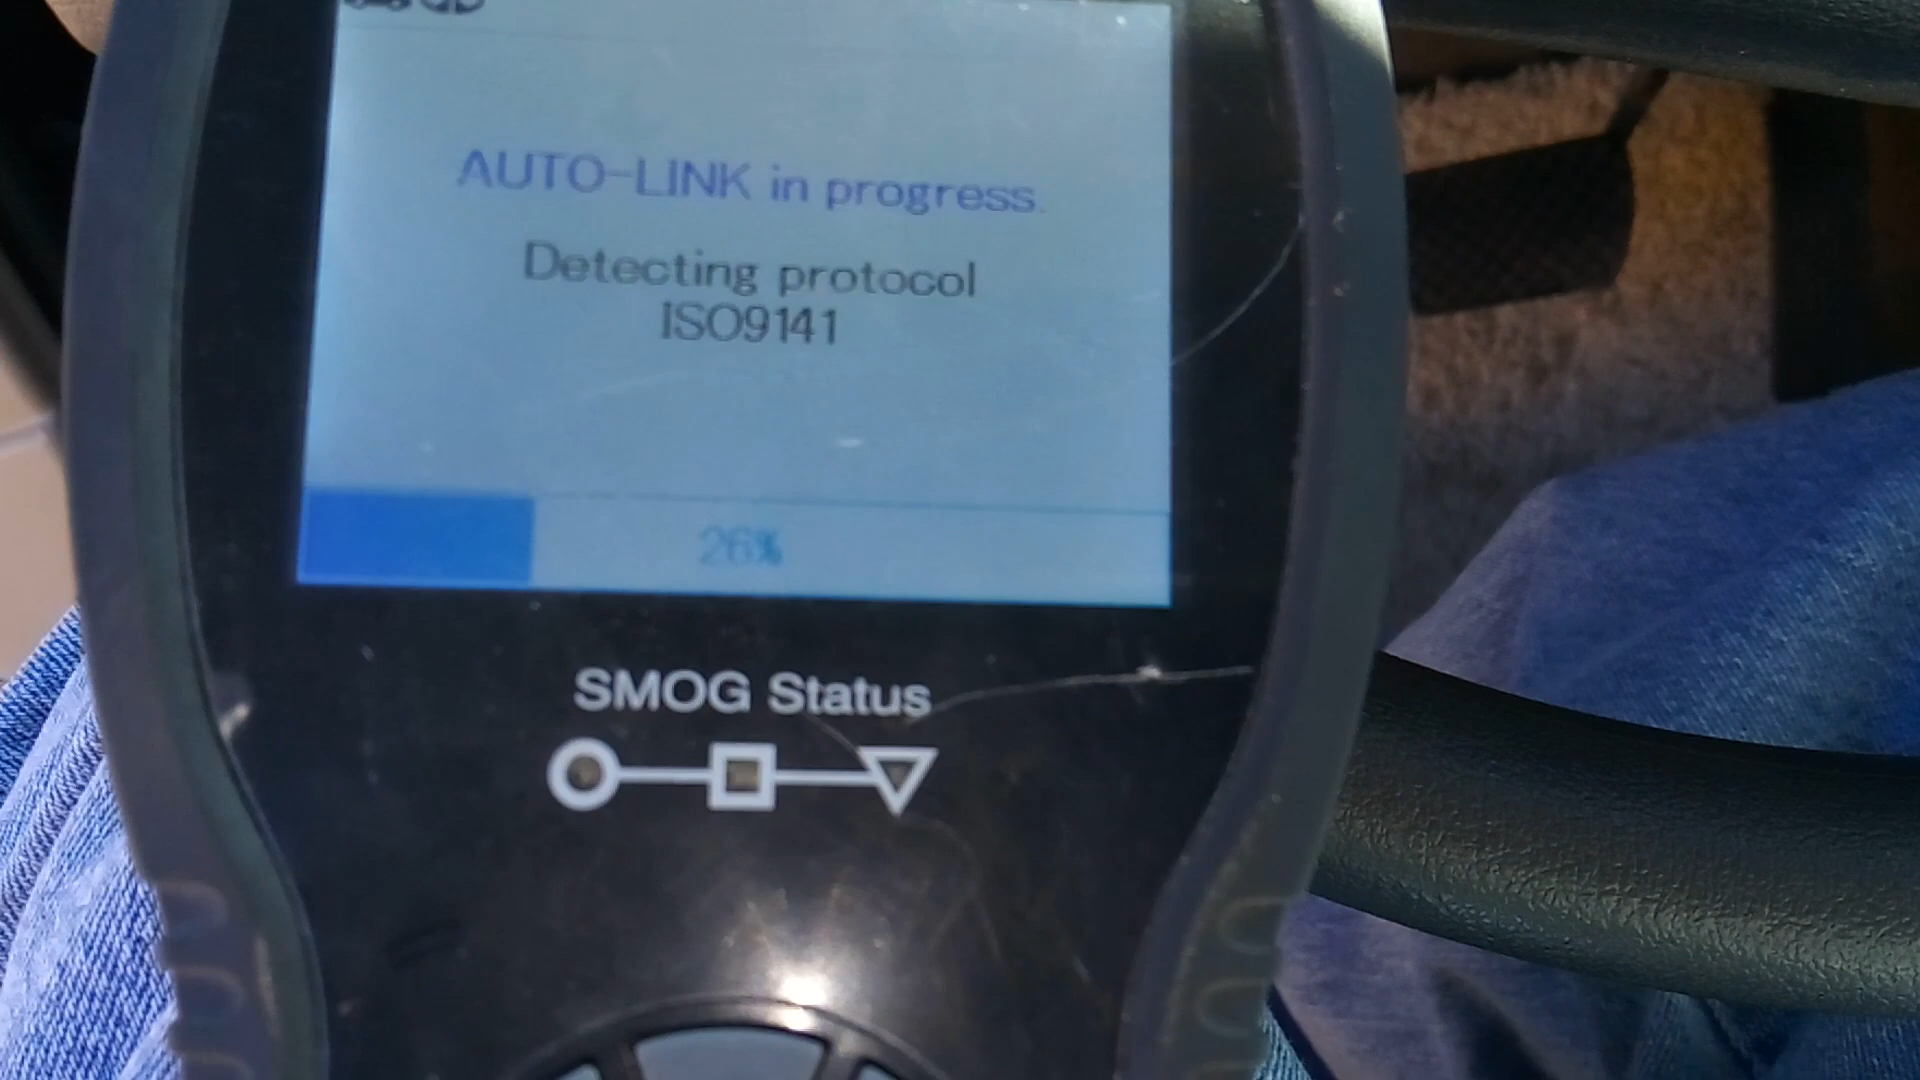 AUTO-LINK in progress.
Detecting protocol
ISO9141
26%
SMOG Status